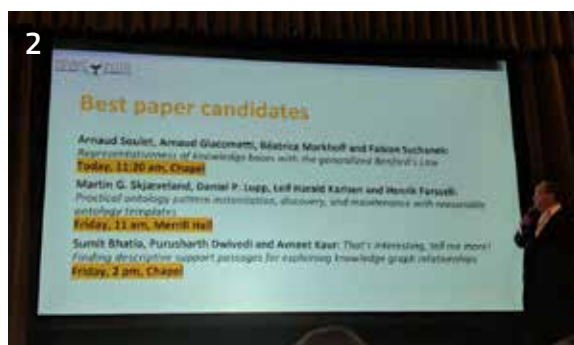 2
ISWC 2018
Best paper candidates
Arnaud Soulet, Arnaud Giacometti, Béatrice Markhoff and Fabian Suchanek:
Representativeness of knowledge bases with the generalized Benford's Law
Today, 11:20 am, Chapel
Martin G. Skjæveland, Daniel P. Lupp, Leif Harald Karlsen and Henrik Forssell:
Practical ontology pattern instantiation, discovery, and maintenance with reasonable
ontology templates
Friday, 11 am, Merrill Hall
Sumit Bhatia, Purusharth Dwivedi and Avneet Kaur: That's interesting, tell me more!
Finding descriptive support passages for explaining knowledge graph relationships
Friday, 2 pm, Chapel